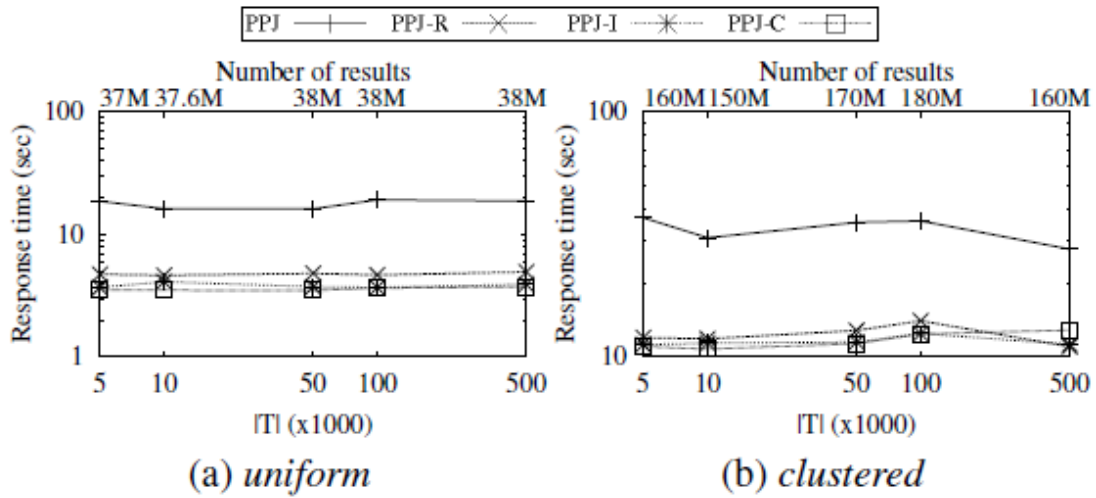 PPJ PPJ-R PPJ-I PPJ-C
Number of results
37M 37.6M 38M 38M 38M
100
10
1
Response time (sec)
5 10 50 100 500
|T| (x1000)
(a) uniform
Number of results
160M 150M 170M 180M 160M
100
10
Response time (sec)
5 10 50 100 500
|T| (x1000)
(b) clustered